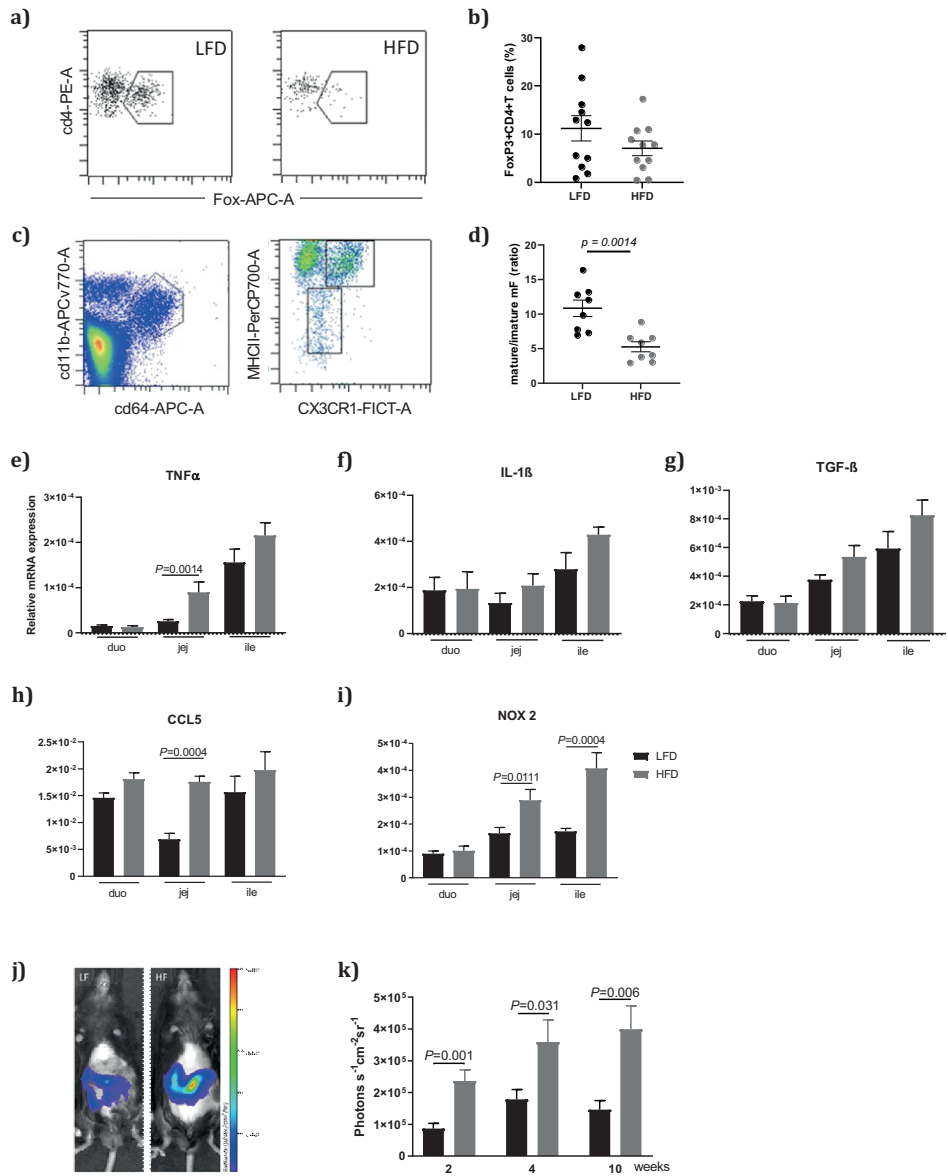 a)
LFD
HFD
cd4-PE-A
Fox-APC-A
b)
FoxP3+CD4+T cells (%)
30
20
10
0
LFD
HFD
c)
cd11b-APCv770-A
cd64-APC-A
MHCII-PerCP700-A
CX3CR1-FICT-A
d)
p = 0.0014
mature/imature mF (ratio)
20
15
10
5
0
LFD
HFD
e)
TNFα
Relative mRNA expression
3×10-4
2×10-4
1×10-4
0
P=0.0014
duo
jej
ile
f)
IL-1ß
6×10-4
4×10-4
2×10-4
0
duo
jej
ile
g)
TGF-ß
1×10-3
8×10-4
6×10-4
4×10-4
2×10-4
0
duo
jej
ile
h)
CCL5
2.5×10-2
2.0×10-2
1.5×10-2
1.0×10-2
5×10-3
0
P=0.0004
duo
jej
ile
i)
NOX 2
5×10-4
4×10-4
3×10-4
2×10-4
1×10-4
0
P=0.0111
P=0.0004
duo
jej
ile
LFD
HFD
j)
LF
HF
k)
Photons s-1cm-2sr-1
5×105
4×105
3×105
2×105
1×105
0
P=0.001
P=0.031
P=0.006
2
4
10
weeks